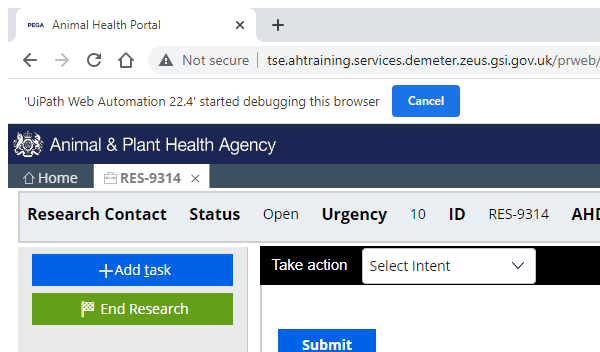 PEGA Animal Health Portal
Not secure tse.ahtraining.services.demeter.zeus.gsi.gov.uk/prweb/
'UiPath Web Automation 22.4' started debugging this browser Cancel
Animal & Plant Health Agency
Home RES-9314
Research Contact Status Open Urgency 10 ID RES-9314 AHD
Add task Take action Select Intent
End Research
Submit